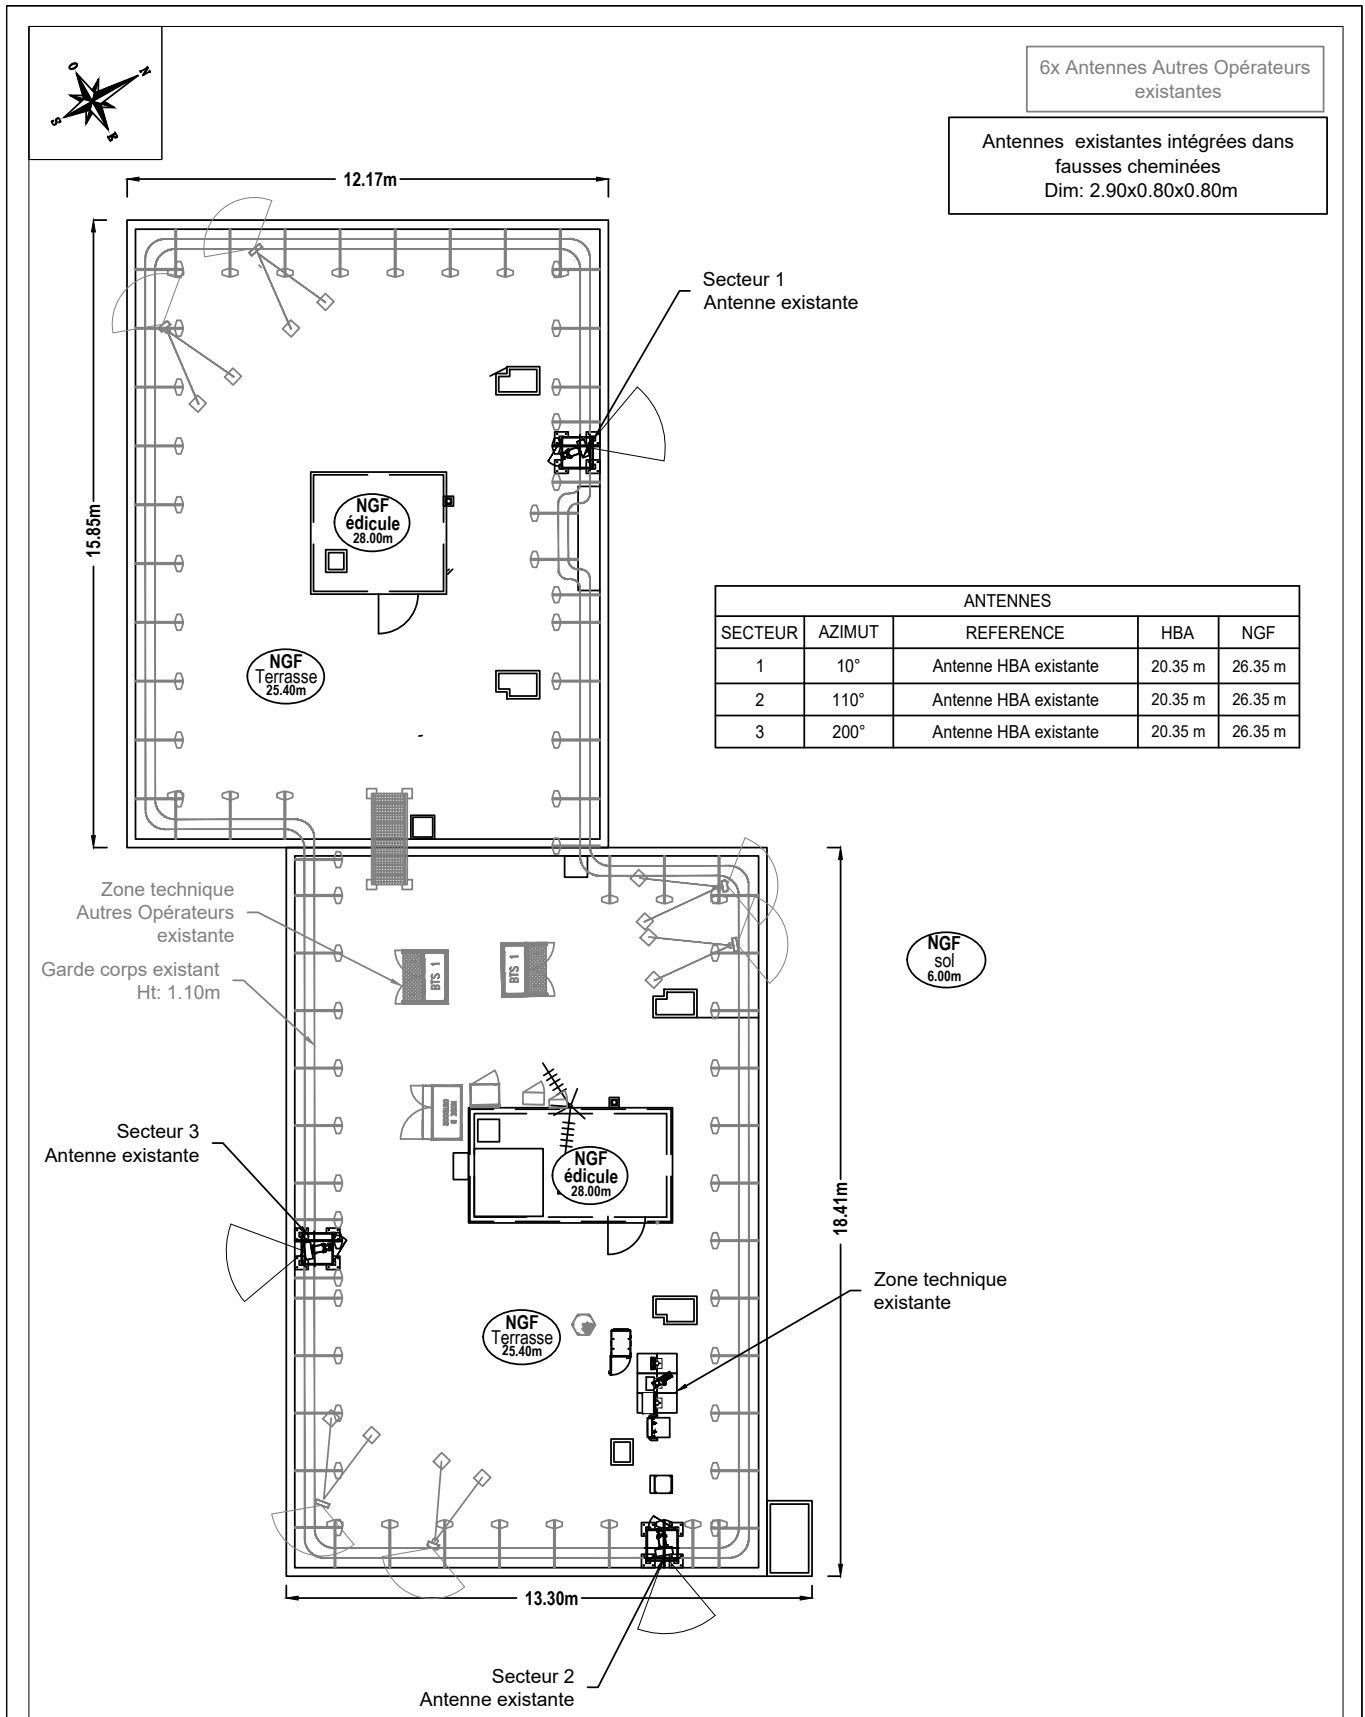 O
N
S
E
6x Antennes Autres Opérateurs
existantes
Antennes existantes intégrées dans
fausses cheminées
Dim: 2.90x0.80x0.80m
12.17m
15.85m
Secteur 1
Antenne existante
NGF
édicule
28.00m
NGF
Terrasse
25.40m
ANTENNES
SECTEUR AZIMUT REFERENCE HBA NGF
1 10° Antenne HBA existante 20.35 m 26.35 m
2 110° Antenne HBA existante 20.35 m 26.35 m
3 200° Antenne HBA existante 20.35 m 26.35 m
Zone technique
Autres Opérateurs
existante
Garde corps existant
Ht: 1.10m
BTS 1
BTS 1
NGF
sol
6.00m
NODE B
OUTDOOR
Secteur 3
Antenne existante
NGF
édicule
28.00m
18.41m
Zone technique
existante
NGF
Terrasse
25.40m
13.30m
Secteur 2
Antenne existante